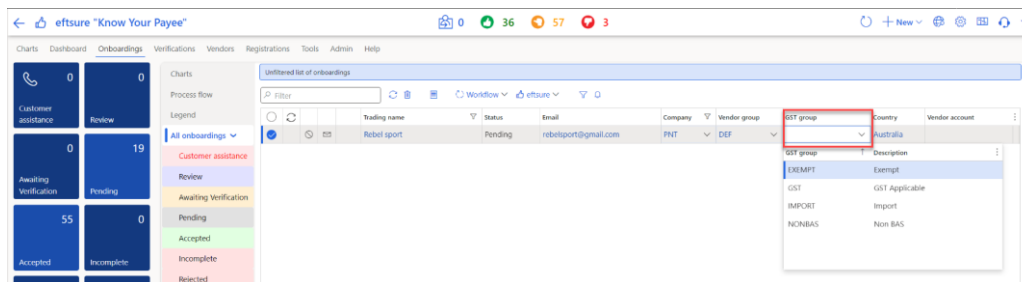 eftsure "Know Your Payee"
0 36 57 3
New
Charts Dashboard Onboardings Verifications Vendors Registrations Tools Admin Help
0
Customer
assistance
0
Review
0
Awaiting
Verification
19
Pending
55
Accepted
0
Incomplete
Charts
Process flow
Legend
All onboardings
Customer assistance
Review
Awaiting Verification
Pending
Accepted
Incomplete
Rejected
Unfiltered list of onboardings
Filter Workflow eftsure
Trading name Status Email Company Vendor group GST group Country Vendor account
Rebel sport Pending rebelsport@gmail.com PNT DEF Australia
GST group Description
EXEMPT Exempt
GST GST Applicable
IMPORT Import
NONBAS Non BAS